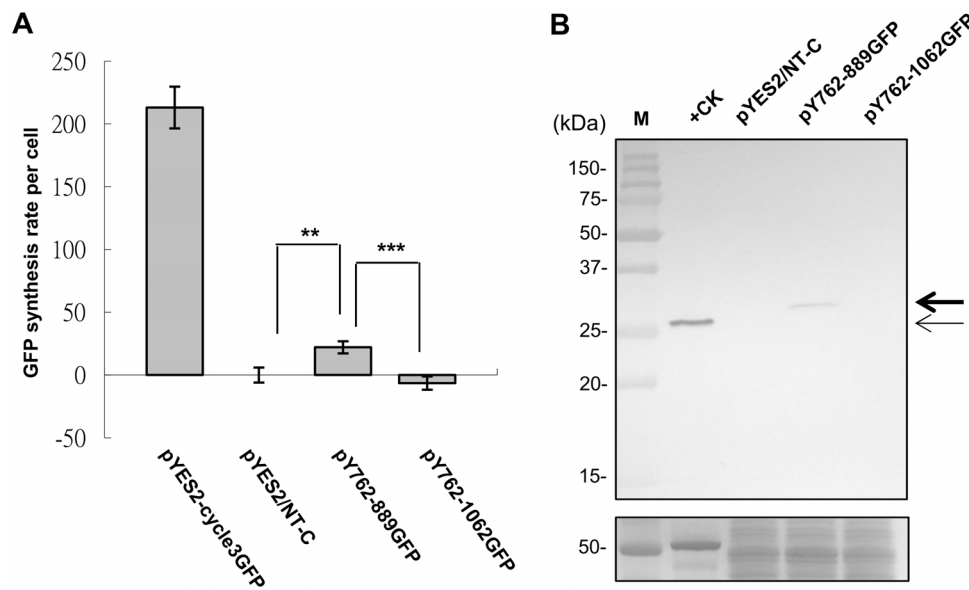 A
GFP synthesis rate per cell
250
200
150
100
50
0
-50
**
***
pYES2-cycle3GFP
pYES2/NT-C
pY762-889GFP
pY762-1062GFP
B
(kDa)
M
+CK
pYES2/NT-C
pY762-889GFP
pY762-1062GFP
150-
75-
50-
37-
25-
20-
15-
50-